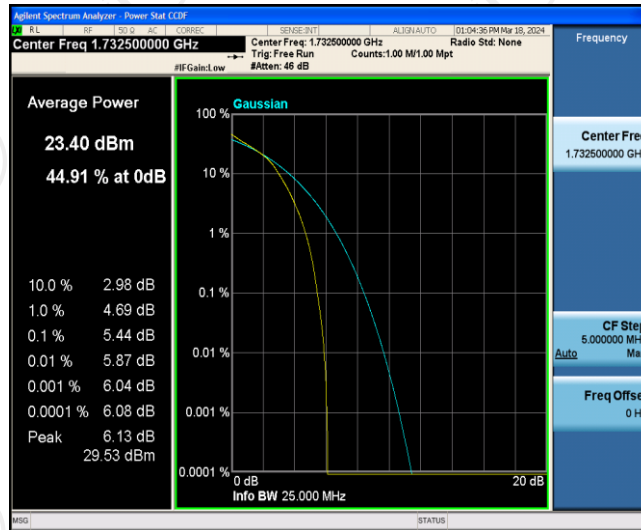 Agilent Spectrum Analyzer - Power Stat CCDF
RL RF 50 Ω AC CORREC SENSE:INT ALIGNAUTO 01:04:36 PM Mar 18, 2024
Center Freq 1.732500000 GHz
Center Freq: 1.732500000 GHz Radio Std: None
Trig: Free Run Counts:1.00 M/1.00 Mpt
#IFGain:Low #Atten: 46 dB
Frequency
Average Power
23.40 dBm
44.91 % at 0dB
10.0 % 2.98 dB
1.0 % 4.69 dB
0.1 % 5.44 dB
0.01 % 5.87 dB
0.001 % 6.04 dB
0.0001 % 6.08 dB
Peak 6.13 dB
29.53 dBm
Gaussian
100 %
10 %
1 %
0.1 %
0.01 %
0.001 %
0.0001 %
0 dB 20 dB
Info BW 25.000 MHz
Center Fre
1.732500000 GH
CF Ste
5.000000 MH
Auto Ma
Freq Offse
0 H
MSG STATUS